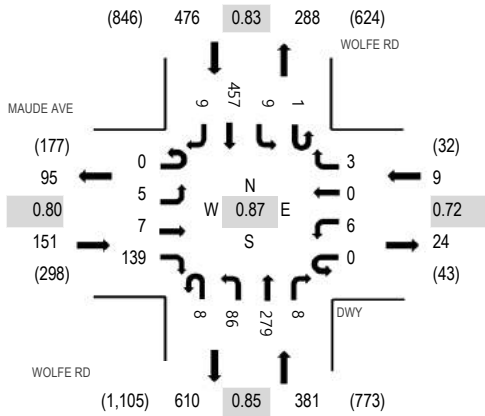 (846) 476 0.83 288 (624)
WOLFE RD
9 457 9 1
MAUDE AVE
(177) 0 3 (32)
95 5 N 0 9
0.80 W 0.87 E 0.72
151 7 S 6 24
(298) 139 0 (43)
8 86 279 8
DWY
WOLFE RD
(1,105) 610 0.85 381 (773)